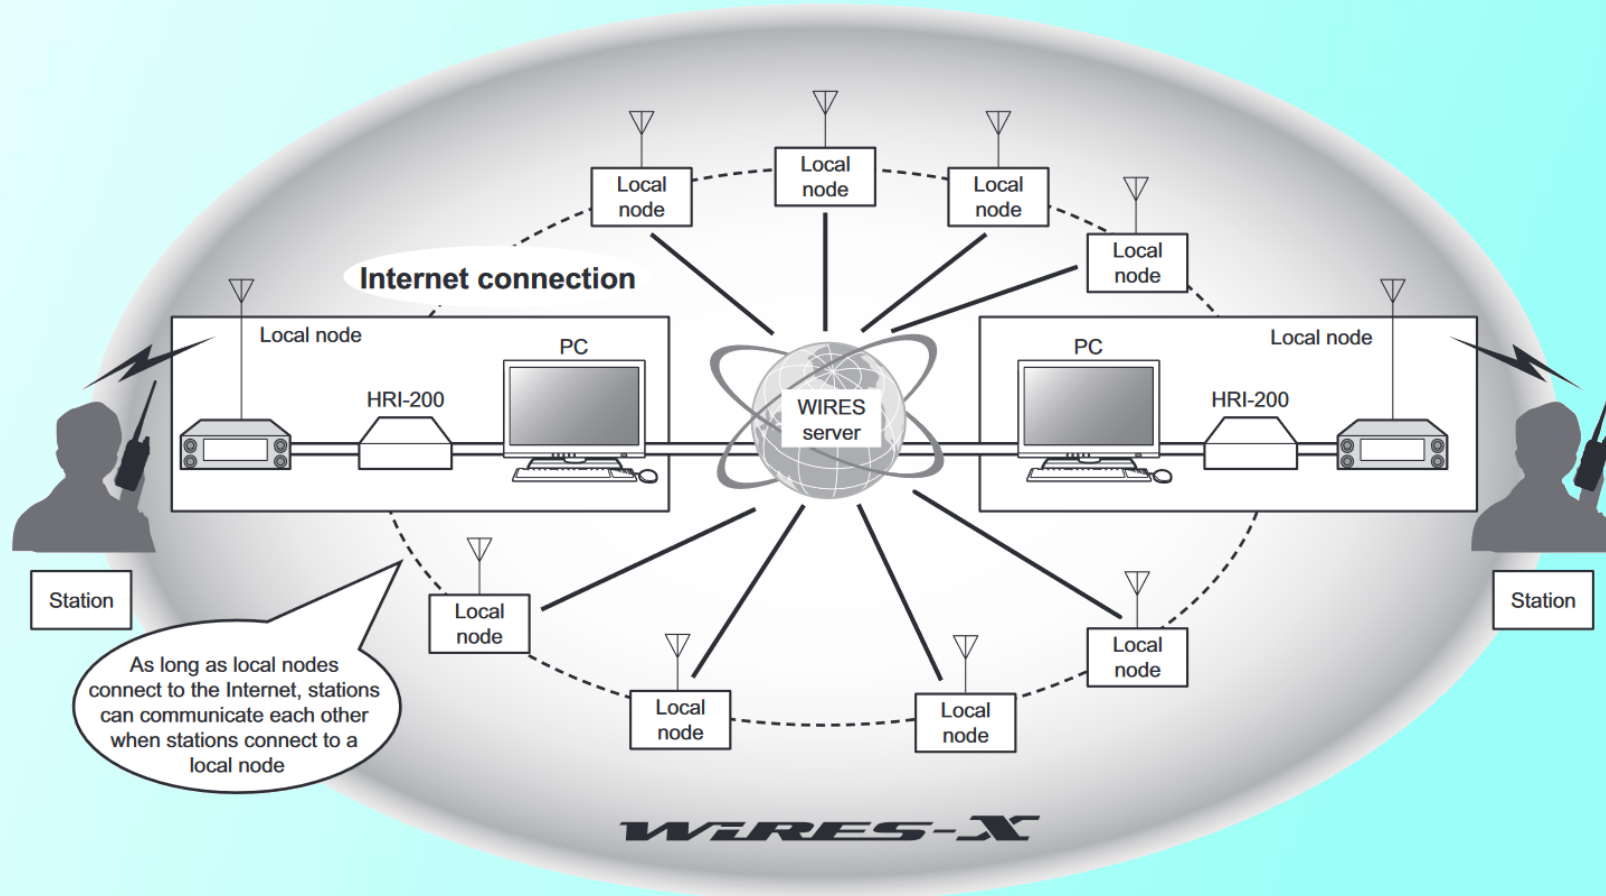 Local
node
Local
node
Local
node
Local
node
Internet connection
Local node
PC
HRI-200
WIRES
server
PC
Local node
HRI-200
Station
Station
Local
node
Local
node
Local
node
Local
node
As long as local nodes
connect to the Internet, stations
can communicate each other
when stations connect to a
local node
WIRES-X